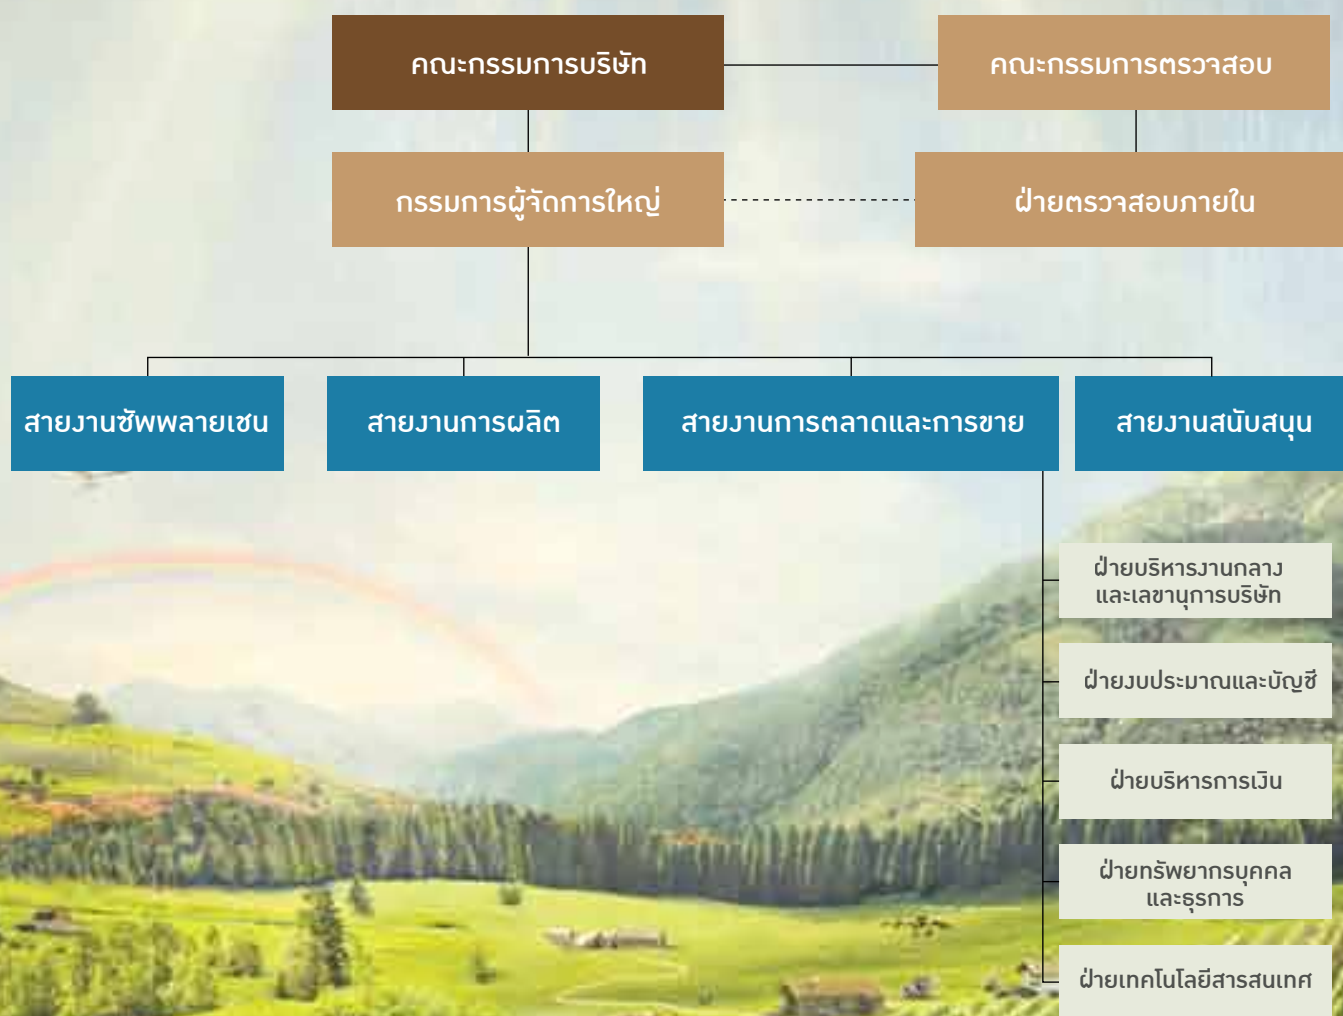 คณะกรรมการบริษัท
คณะกรรมการตรวจสอบ
กรรมการผู้จัดการใหญ่
ฝ่ายตรวจสอบภายใน
สายงานซัพพลายเชน
สายงานการผลิต
สายงานการตลาดและการขาย
สายงานสนับสนุน
ฝ่ายบริหารงานกลาง
และเลขานุการบริษัท
ฝ่ายงบประมาณและบัญชี
ฝ่ายบริหารการเงิน
ฝ่ายทรัพยากรบุคคล
และธุรการ
ฝ่ายเทคโนโลยีสารสนเทศ